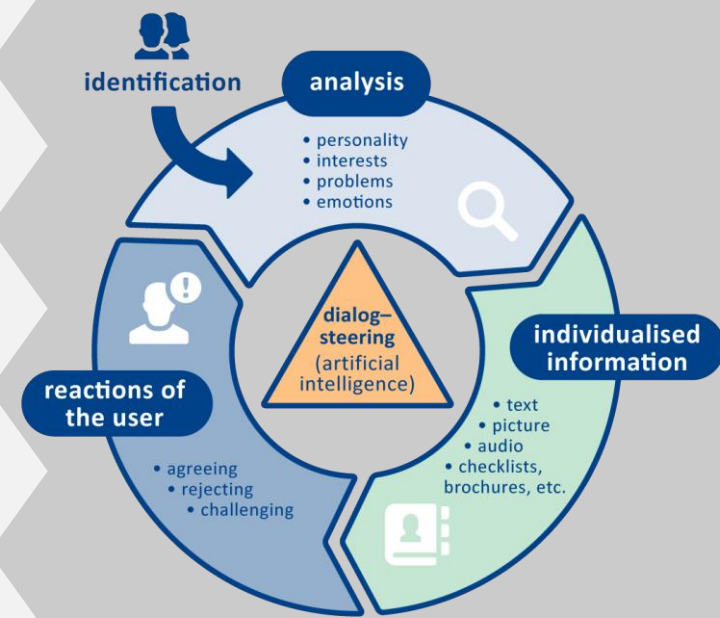 identification
analysis
• personality
• interests
• problems
• emotions
dialog–
steering
(artificial
intelligence)
individualised
information
• text
• picture
• audio
• checklists,
brochures, etc.
reactions of
the user
• agreeing
• rejecting
• challenging